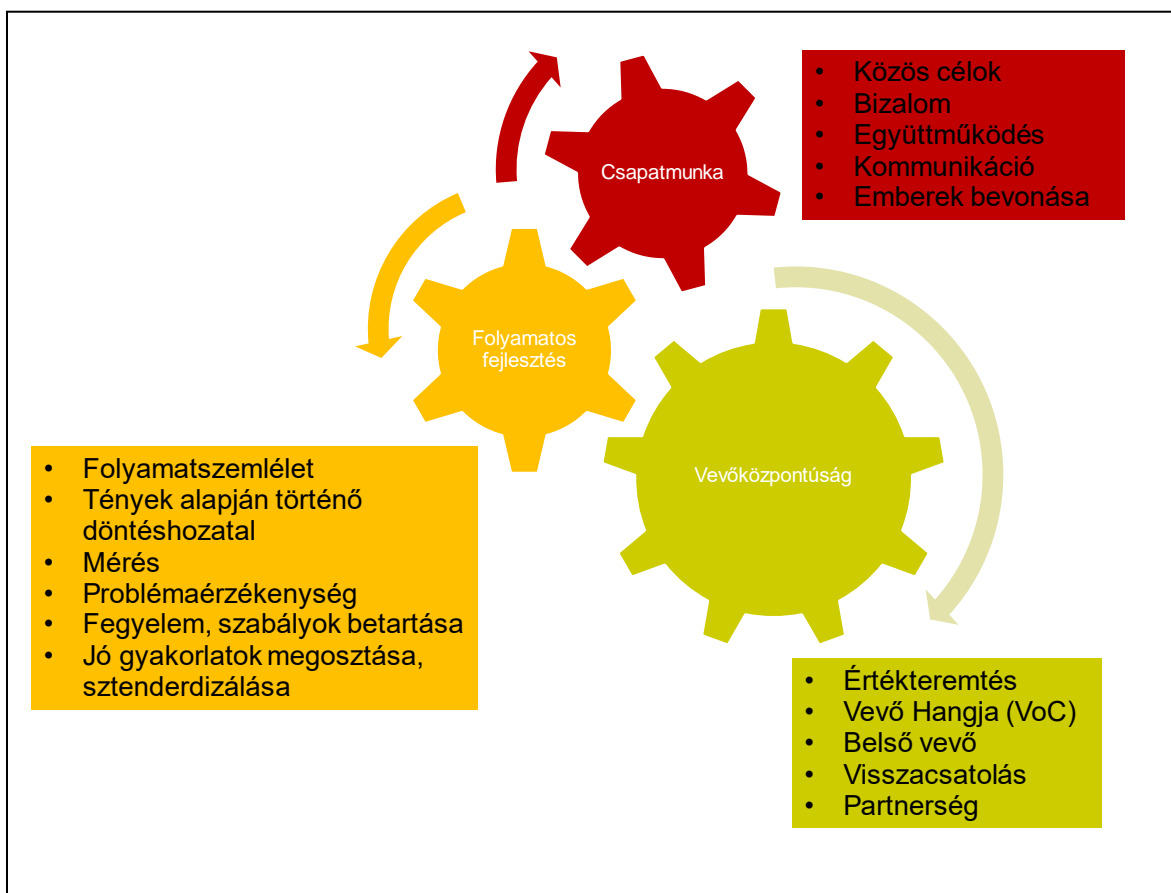 • Közös célok
• Bizalom
• Együttműködés
• Kommunikáció
• Emberek bevonása
Csapatmunka
Folyamatos
fejlesztés
Vevőközpontúság
• Folyamatszemlélet
• Tények alapján történő
döntéshozatal
• Mérés
• Problémaérzékenység
• Fegyelem, szabályok betartása
• Jó gyakorlatok megosztása,
sztenderdizálása
• Értékteremtés
• Vevő Hangja (VoC)
• Belső vevő
• Visszacsatolás
• Partnerség